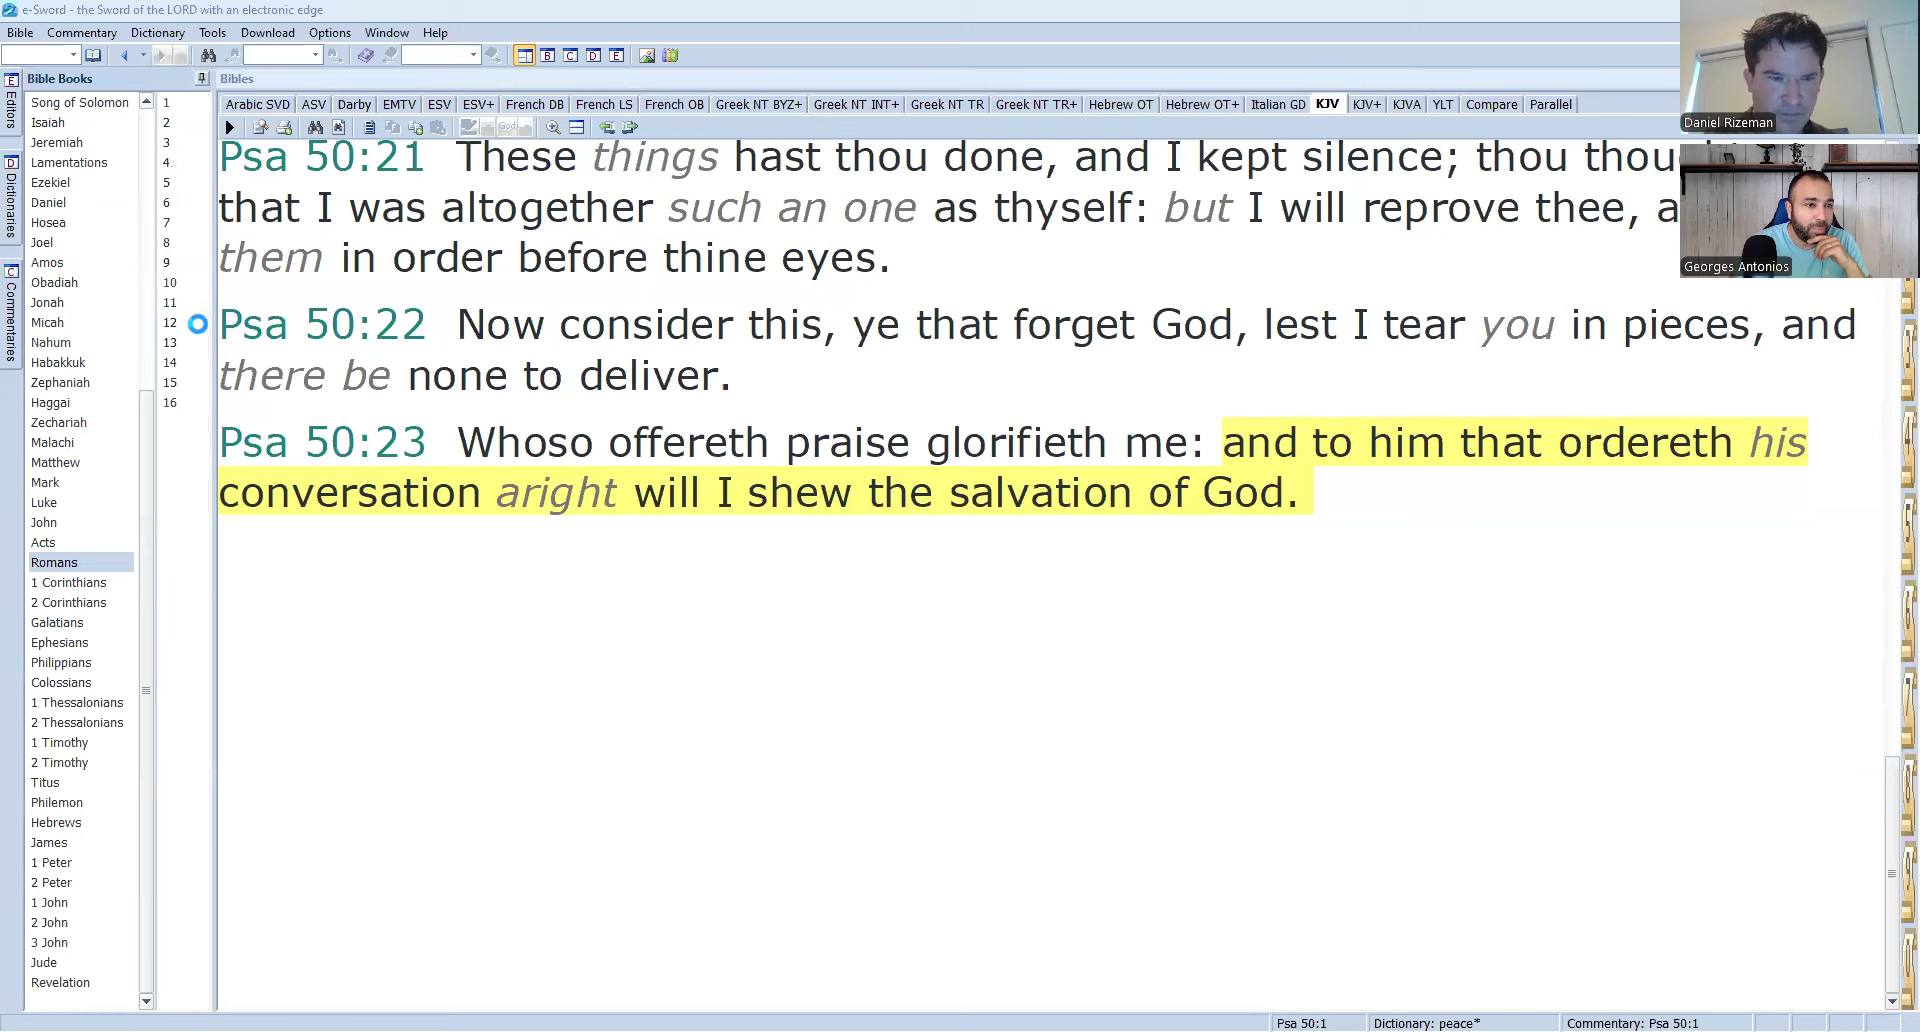 e-Sword - the Sword of the LORD with an electronic edge
Bible Commentary Dictionary Tools Download Options Window Help
Bible Books
Bibles
Arabic SVD ASV Darby EMTV ESV ESV+ French DB French LS French OB Greek NT BYZ+ Greek NT INT+ Greek NT TR Greek NT TR+ Hebrew OT Hebrew OT+ Italian GD KJV KJV+ KJVA YLT Compare Parallel
Editors
Dictionaries
Commentaries
Song of Solomon 1
Isaiah 2
Jeremiah 3
Lamentations 4
Ezekiel 5
Daniel 6
Hosea 7
Joel 8
Amos 9
Obadiah 10
Jonah 11
Micah 12
Nahum 13
Habakkuk 14
Zephaniah 15
Haggai 16
Zechariah
Malachi
Matthew
Mark
Luke
John
Acts
Romans
1 Corinthians
2 Corinthians
Galatians
Ephesians
Philippians
Colossians
1 Thessalonians
2 Thessalonians
1 Timothy
2 Timothy
Titus
Philemon
Hebrews
James
1 Peter
2 Peter
1 John
2 John
3 John
Jude
Revelation
Psa 50:21 These things hast thou done, and I kept silence; thou
that I was altogether such an one as thyself: but I will reprove thee,
them in order before thine eyes.
Psa 50:22 Now consider this, ye that forget God, lest I tear you in pieces, and
there be none to deliver.
Psa 50:23 Whoso offereth praise glorifieth me: and to him that ordereth his
conversation aright will I shew the salvation of God.
Daniel Rizeman
Georges Antonios
Psa 50:1 Dictionary: peace* Commentary: Psa 50:1